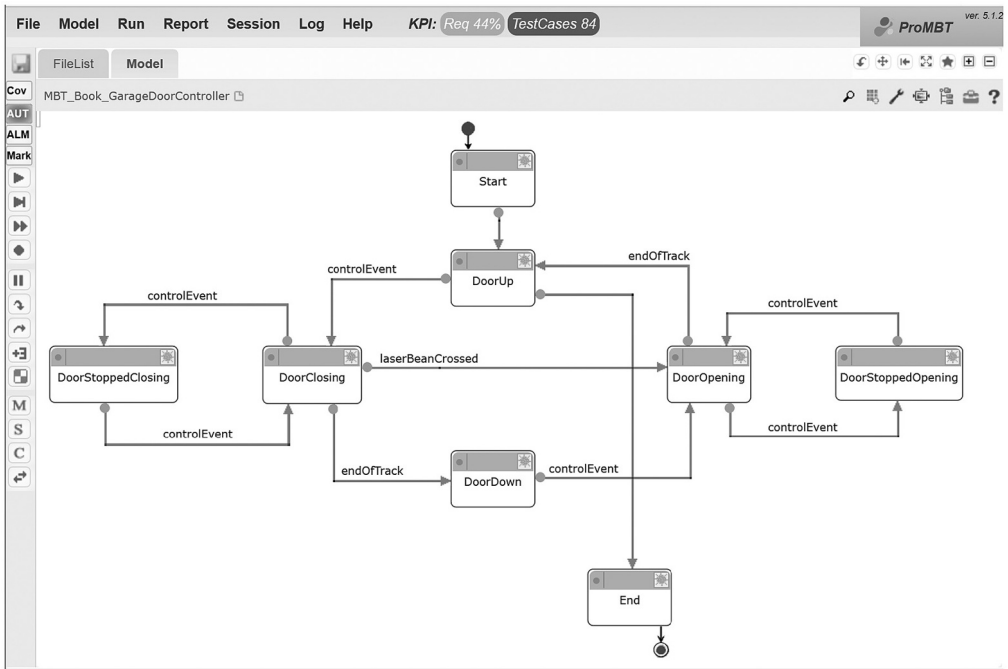 File Model Run Report Session Log Help KPI: Req 44% TestCases 84 ProMBT ver. 5.1.2
FileList Model
Cov
MBT_Book_GarageDoorController
AUT
ALM
Mark
Start
endOfTrack
controlEvent
DoorUp
controlEvent
controlEvent
laserBeanCrossed
DoorStoppedClosing
DoorClosing
DoorOpening
DoorStoppedOpening
controlEvent
controlEvent
endOfTrack
controlEvent
DoorDown
M
S
C
End